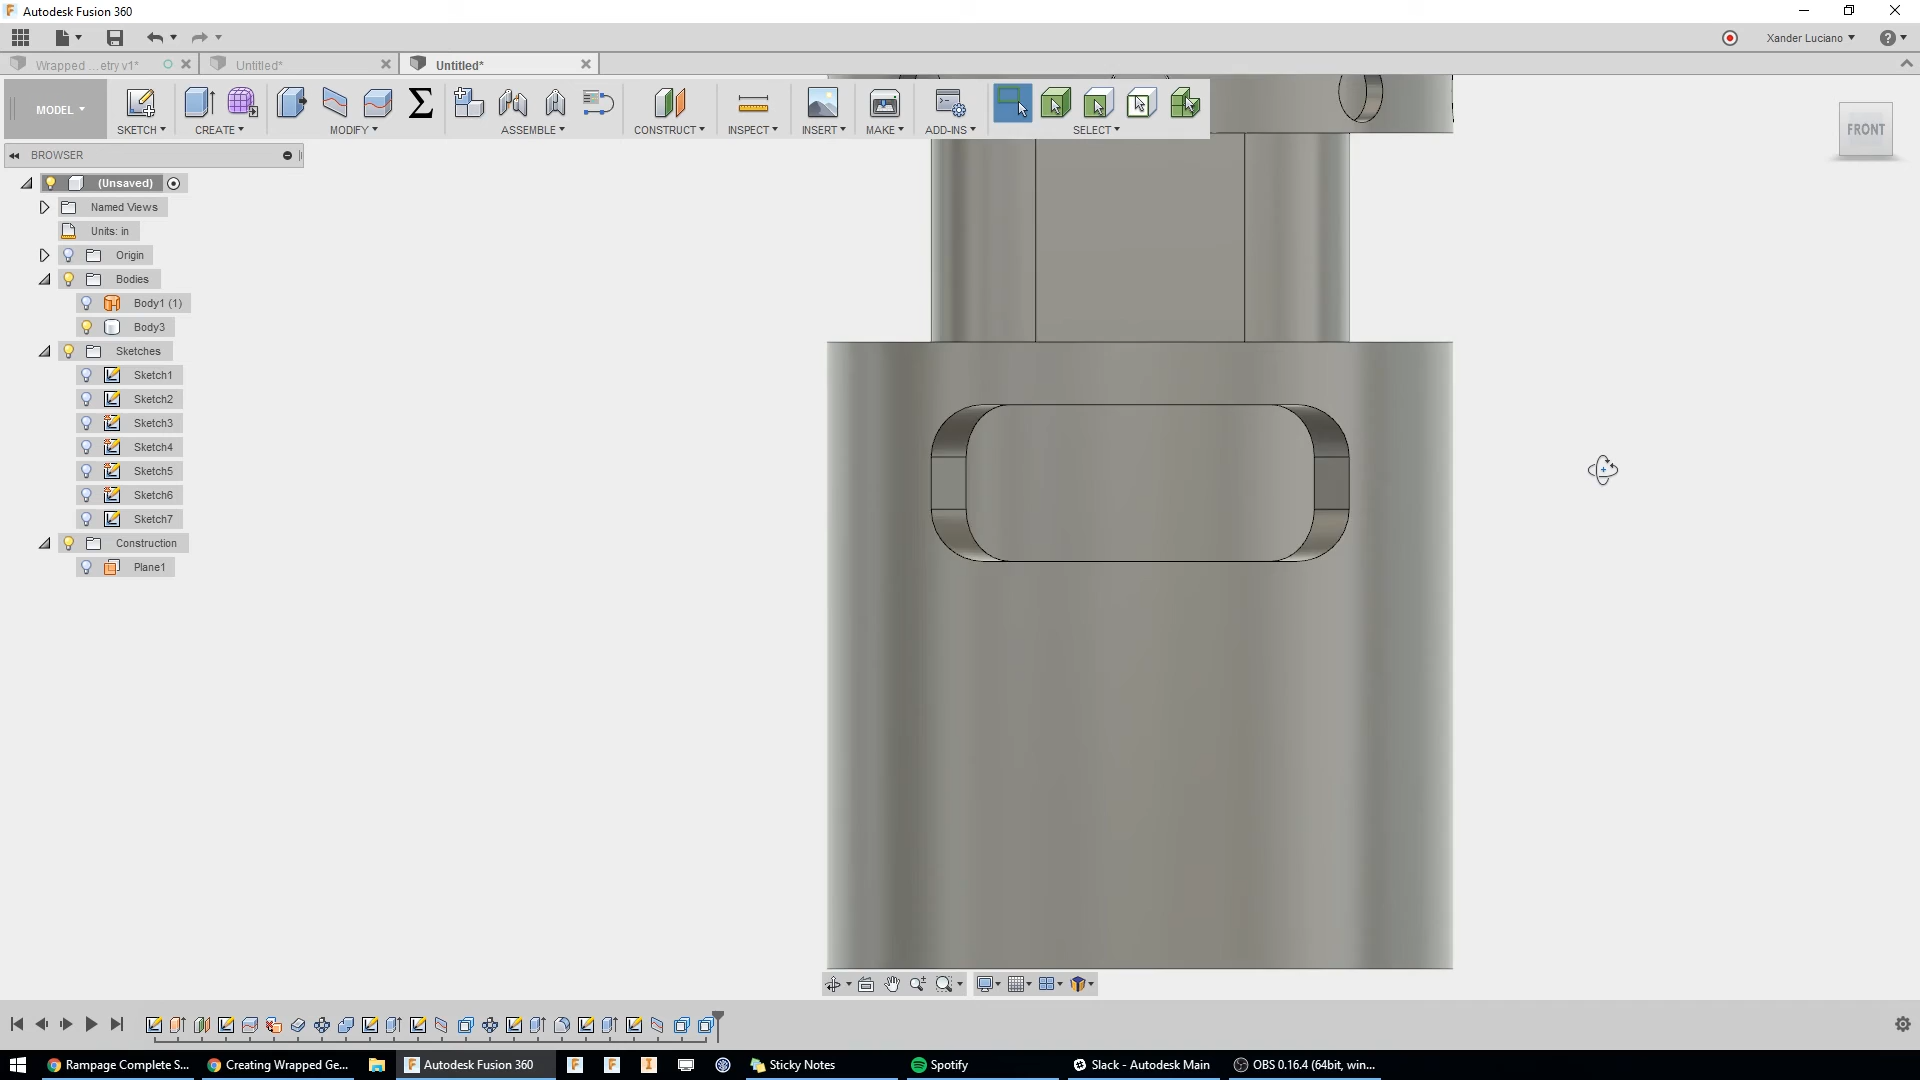 Autodesk Fusion 360
Xander Luciano
Wrapped ...etry v1*
Untitled*
Untitled*
MODEL
SKETCH
CREATE
MODIFY
ASSEMBLE
CONSTRUCT
INSPECT
INSERT
MAKE
ADD-INS
SELECT
FRONT
BROWSER
(Unsaved)
Named Views
Units: in
Origin
Bodies
Body1 (1)
Body3
Sketches
Sketch1
Sketch2
Sketch3
Sketch4
Sketch5
Sketch6
Sketch7
Construction
Plane1
Rampage Complete S...
Creating Wrapped Ge...
Autodesk Fusion 360
Sticky Notes
Spotify
Slack - Autodesk Main
OBS 0.16.4 (64bit, win...